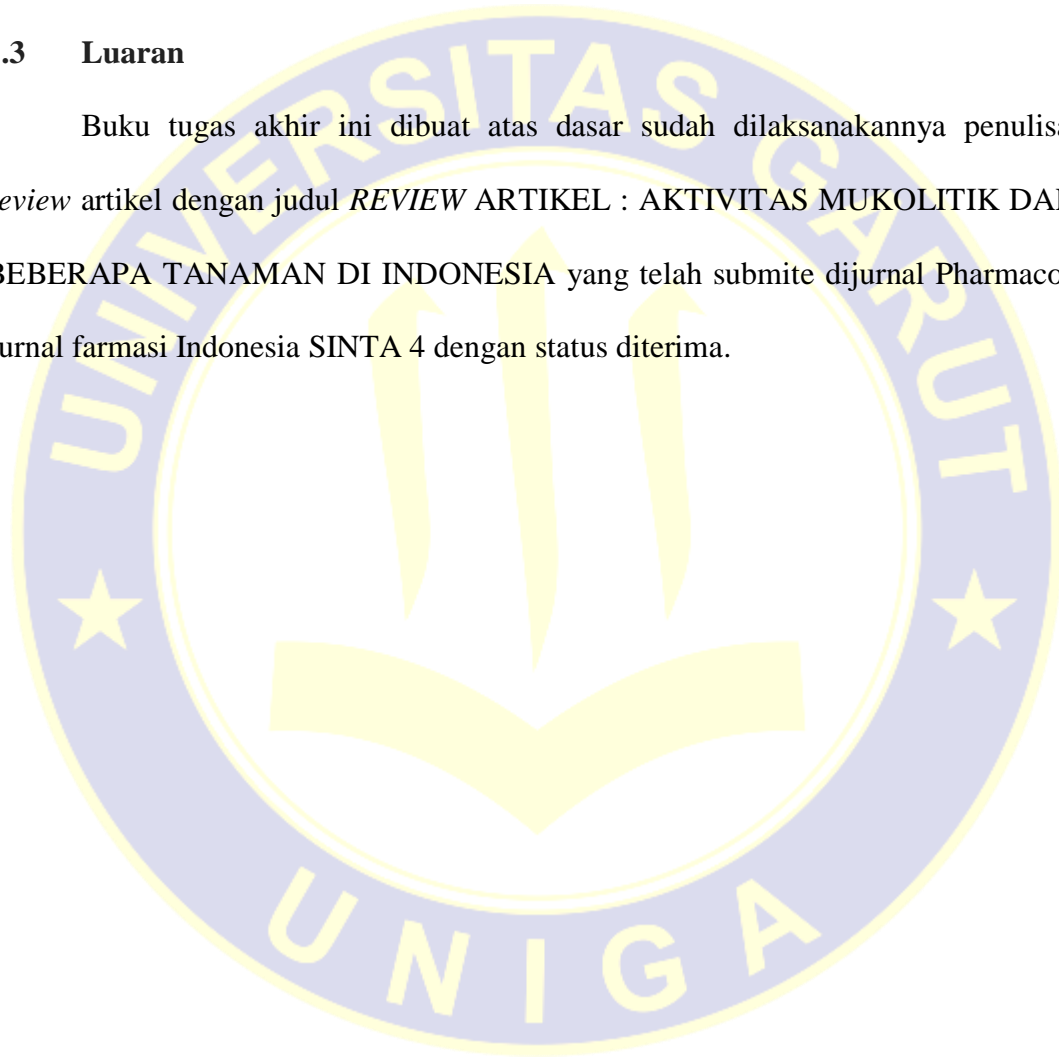 .3 Luaran
Buku tugas akhir ini dibuat atas dasar sudah dilaksanakannya penulisa
eview artikel dengan judul REVIEW ARTIKEL : AKTIVITAS MUKOLITIK DA
BEBERAPA TANAMAN DI INDONESIA yang telah submite dijurnal Pharmaco
urnal farmasi Indonesia SINTA 4 dengan status diterima.
UNIVERSITAS GARUT
UNIGA